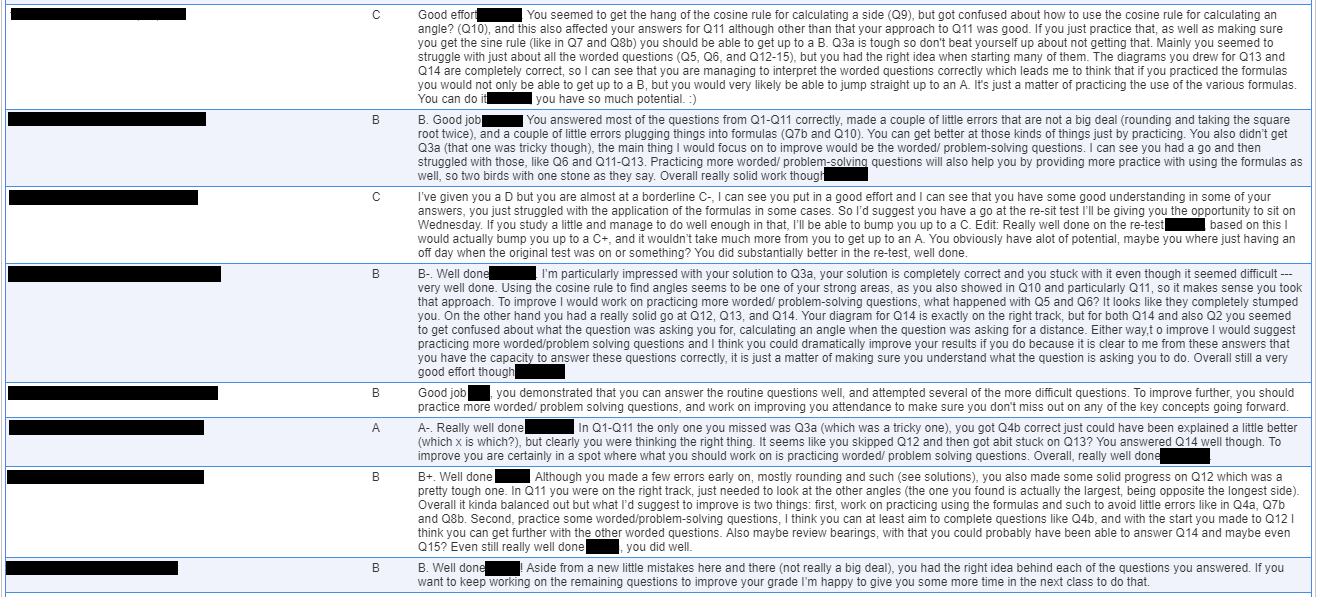 C
Good effort You seemed to get the hang of the cosine rule for calculating a side (Q9), but got confused about how to use the cosine rule for calculating an
angle? (Q10), and this also affected your answers for Q11 although other than that your approach to Q11 was good. If you just practice that, as well as making sure
you get the sine rule (like in Q7 and Q8b) you should be able to get up to a B. Q3a is tough so don't beat yourself up about not getting that. Mainly you seemed to
struggle with just about all the worded questions (Q5, Q6, and Q12-15), but you had the right idea when starting many of them. The diagrams you drew for Q13 and
Q14 are completely correct, so I can see that you are managing to interpret the worded questions correctly which leads me to think that if you practiced the formulas
you would not only be able to get up to a B, but you would very likely be able to jump straight up to an A. It's just a matter of practicing the use of the various formulas.
You can do it you have so much potential. :)
B
B. Good job You answered most of the questions from Q1-Q11 correctly, made a couple of little errors that are not a big deal (rounding and taking the square
root twice), and a couple of little errors plugging things into formulas (Q7b and Q10). You can get better at those kinds of things just by practicing. You also didn't get
Q3a (that one was tricky though), the main thing I would focus on to improve would be the worded/ problem-solving questions. I can see you had a go and then
struggled with those, like Q6 and Q11-Q13. Practicing more worded/ problem-solving questions will also help you by providing more practice with using the formulas as
well, so two birds with one stone as they say. Overall really solid work though
C
I've given you a D but you are almost at a borderline C-, I can see you put in a good effort and I can see that you have some good understanding in some of your
answers, you just struggled with the application of the formulas in some cases. So I'd suggest you have a go at the re-sit test I'll be giving you the opportunity to sit on
Wednesday. If you study a little and manage to do well enough in that, I'll be able to bump you up to a C. Edit: Really well done on the re-test , based on this I
would actually bump you up to a C+, and it wouldn't take much more from you to get up to an A. You obviously have alot of potential, maybe you where just having an
off day when the original test was on or something? You did substantially better in the re-test, well done.
B
B-. Well done . I'm particularly impressed with your solution to Q3a, your solution is completely correct and you stuck with it even though it seemed difficult ---
very well done. Using the cosine rule to find angles seems to be one of your strong areas, as you also showed in Q10 and particularly Q11, so it makes sense you took
that approach. To improve I would work on practicing more worded/ problem-solving questions, what happened with Q5 and Q6? It looks like they completely stumped
you. On the other hand you had a really solid go at Q12, Q13, and Q14. Your diagram for Q14 is exactly on the right track, but for both Q14 and also Q2 you seemed
to get confused about what the question was asking you for, calculating an angle when the question was asking for a distance. Either way,t o improve I would suggest
practicing more worded/problem solving questions and I think you could dramatically improve your results if you do because it is clear to me from these answers that
you have the capacity to answer these questions correctly, it is just a matter of making sure you understand what the question is asking you to do. Overall still a very
good effort though
B
Good job , you demonstrated that you can answer the routine questions well, and attempted several of the more difficult questions. To improve further, you should
practice more worded/ problem solving questions, and work on improving you attendance to make sure you don't miss out on any of the key concepts going forward.
A
A-. Really well done In Q1-Q11 the only one you missed was Q3a (which was a tricky one), you got Q4b correct just could have been explained a little better
(which x is which?), but clearly you were thinking the right thing. It seems like you skipped Q12 and then got abit stuck on Q13? You answered Q14 well though. To
improve you are certainly in a spot where what you should work on is practicing worded/ problem solving questions. Overall, really well done .
B
B+. Well done Although you made a few errors early on, mostly rounding and such (see solutions), you also made some solid progress on Q12 which was a
pretty tough one. In Q11 you were on the right track, just needed to look at the other angles (the one you found is actually the largest, being opposite the longest side).
Overall it kinda balanced out but what I'd suggest to improve is two things: first, work on practicing using the formulas and such to avoid little errors like in Q4a, Q7b
and Q8b. Second, practice some worded/problem-solving questions, I think you can at least aim to complete questions like Q4b, and with the start you made to Q12 I
think you can get further with the other worded questions. Also maybe review bearings, with that you could probably have been able to answer Q14 and maybe even
Q15? Even still really well done , you did well.
B
B. Well done ! Aside from a new little mistakes here and there (not really a big deal), you had the right idea behind each of the questions you answered. If you
want to keep working on the remaining questions to improve your grade I'm happy to give you some more time in the next class to do that.